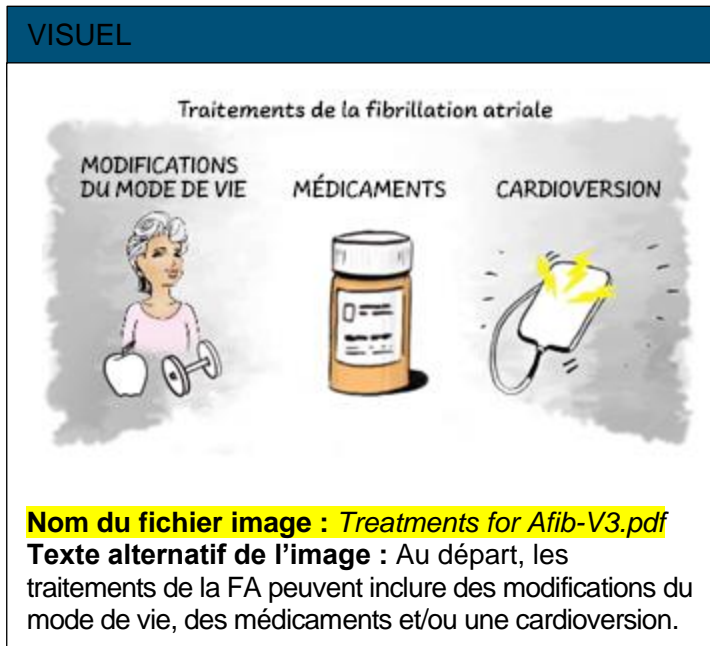 VISUEL
Traitements de la fibrillation atriale
MODIFICATIONS
DU MODE DE VIE
MÉDICAMENTS
CARDIOVERSION
Nom du fichier image : Treatments for Afib-V3.pdf
Texte alternatif de l’image : Au départ, les
traitements de la FA peuvent inclure des modifications du
mode de vie, des médicaments et/ou une cardioversion.